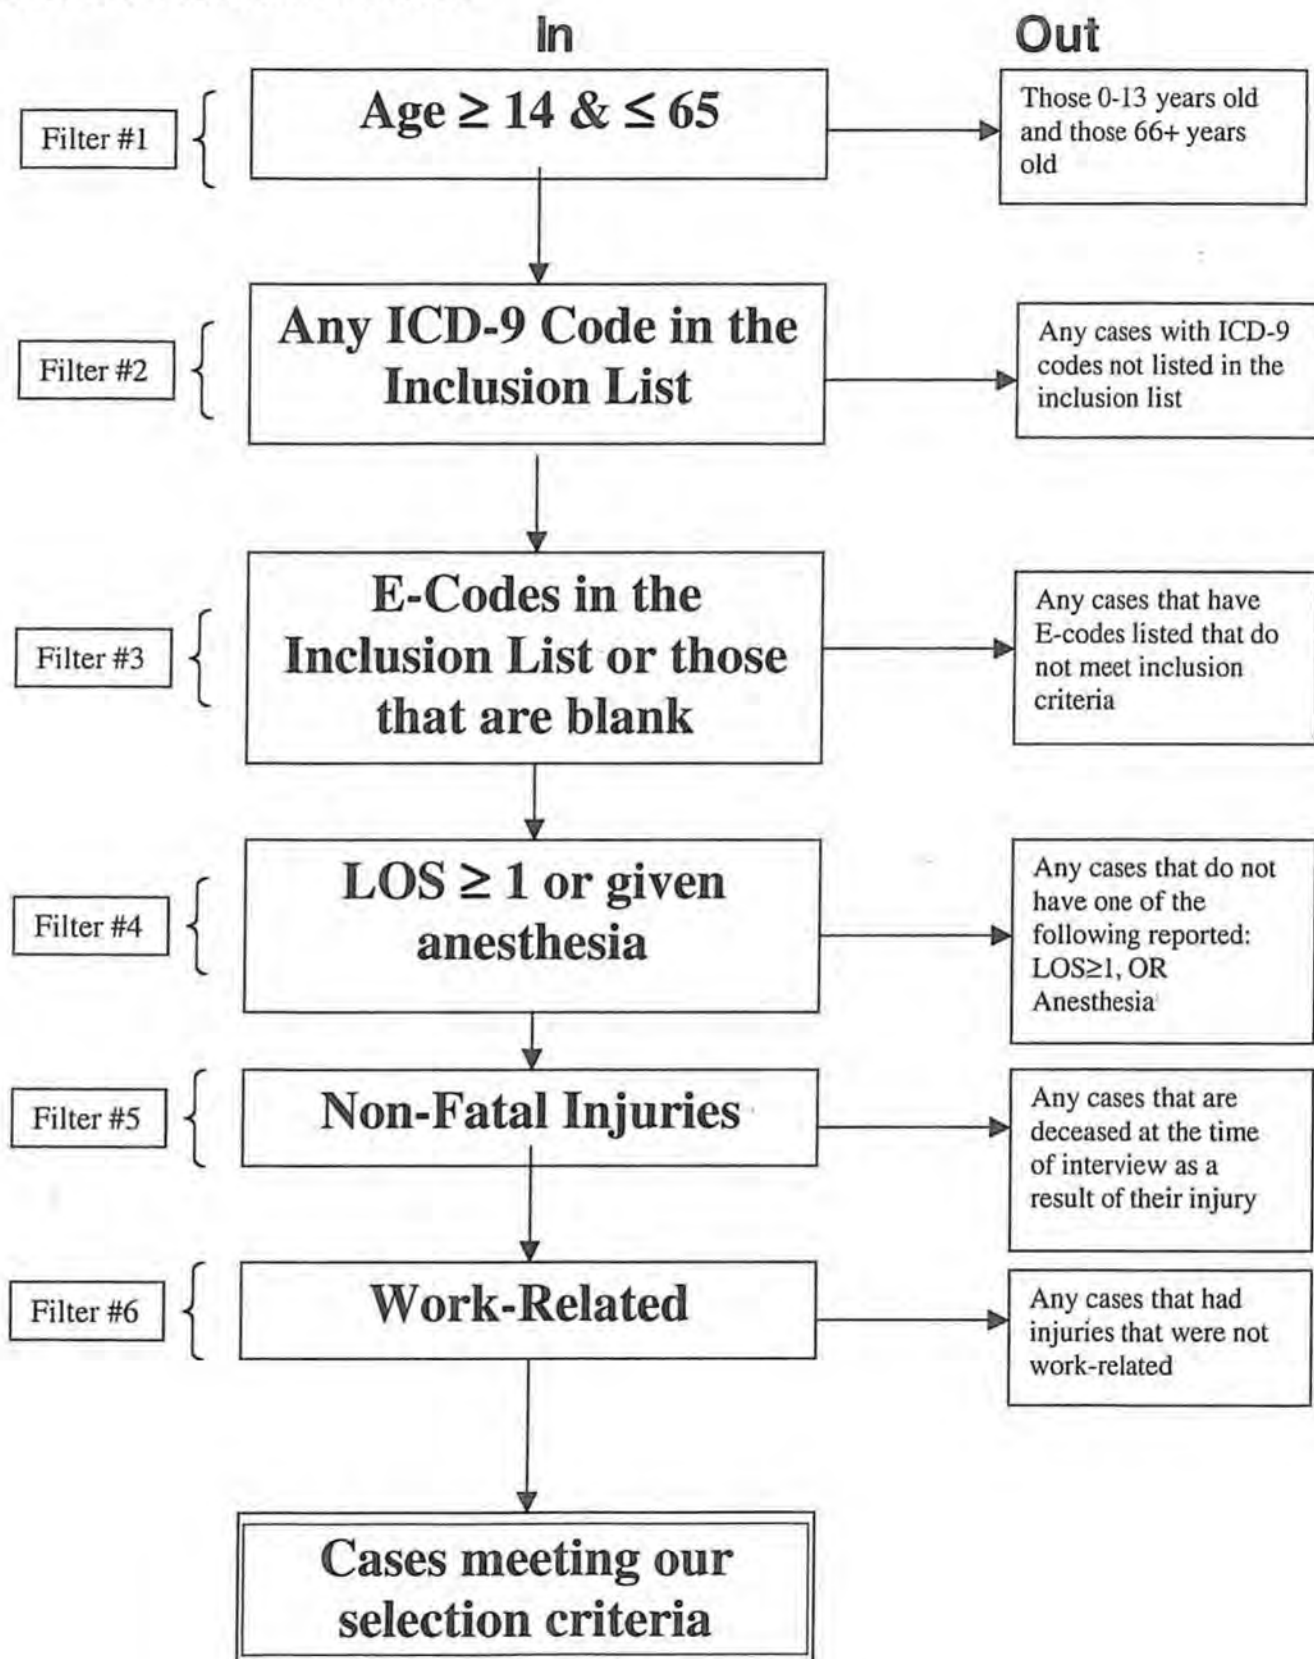 In
Out
Filter #1
Age ≥ 14 & ≤ 65
Those 0-13 years old
and those 66+ years
old
Filter #2
Any ICD-9 Code in the
Inclusion List
Any cases with ICD-9
codes not listed in the
inclusion list
Filter #3
E-Codes in the
Inclusion List or those
that are blank
Any cases that have
E-codes listed that do
not meet inclusion
criteria
Filter #4
LOS ≥ 1 or given
anesthesia
Any cases that do not
have one of the
following reported:
LOS≥1, OR
Anesthesia
Filter #5
Non-Fatal Injuries
Any cases that are
deceased at the time
of interview as a
result of their injury
Filter #6
Work-Related
Any cases that had
injuries that were not
work-related
Cases meeting our
selection criteria